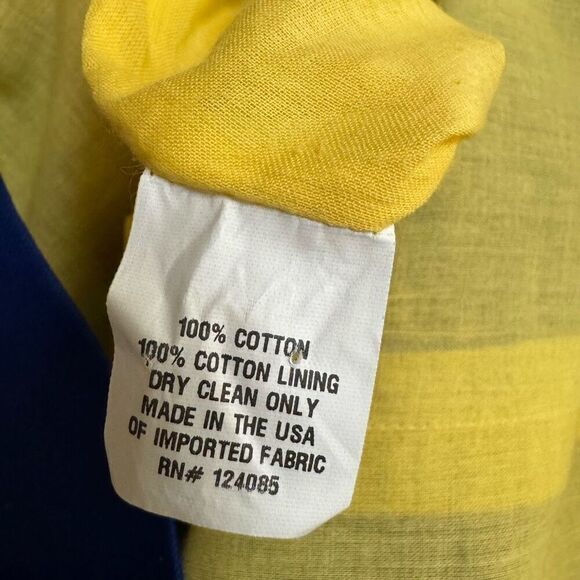 100% COTTON
100% COTTON LINING
DRY CLEAN ONLY
MADE IN THE USA
OF IMPORTED FABRIC
RN# 124085